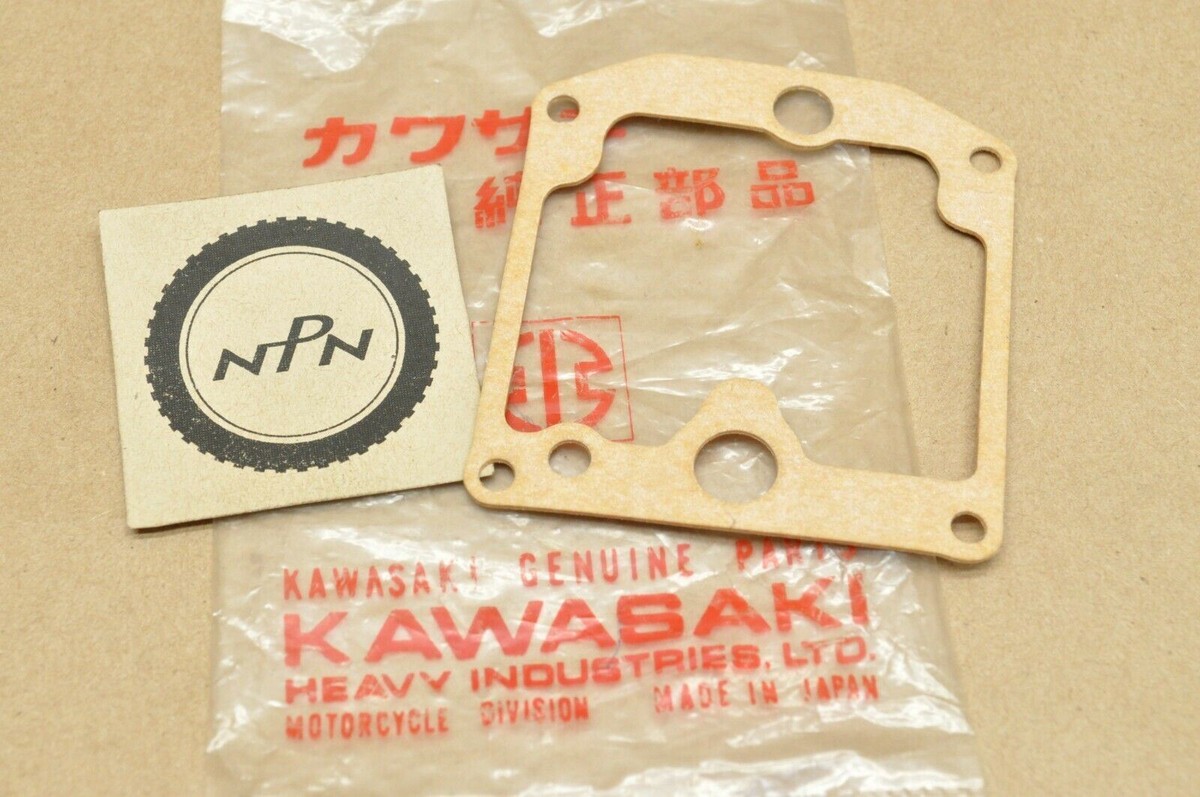 カワサキ
純正部品
NPN
KAWASAKI GENUINE PARTS
KAWASAKI
HEAVY INDUSTRIES, LTD.
MOTORCYCLE DIVISION MADE IN JAPAN